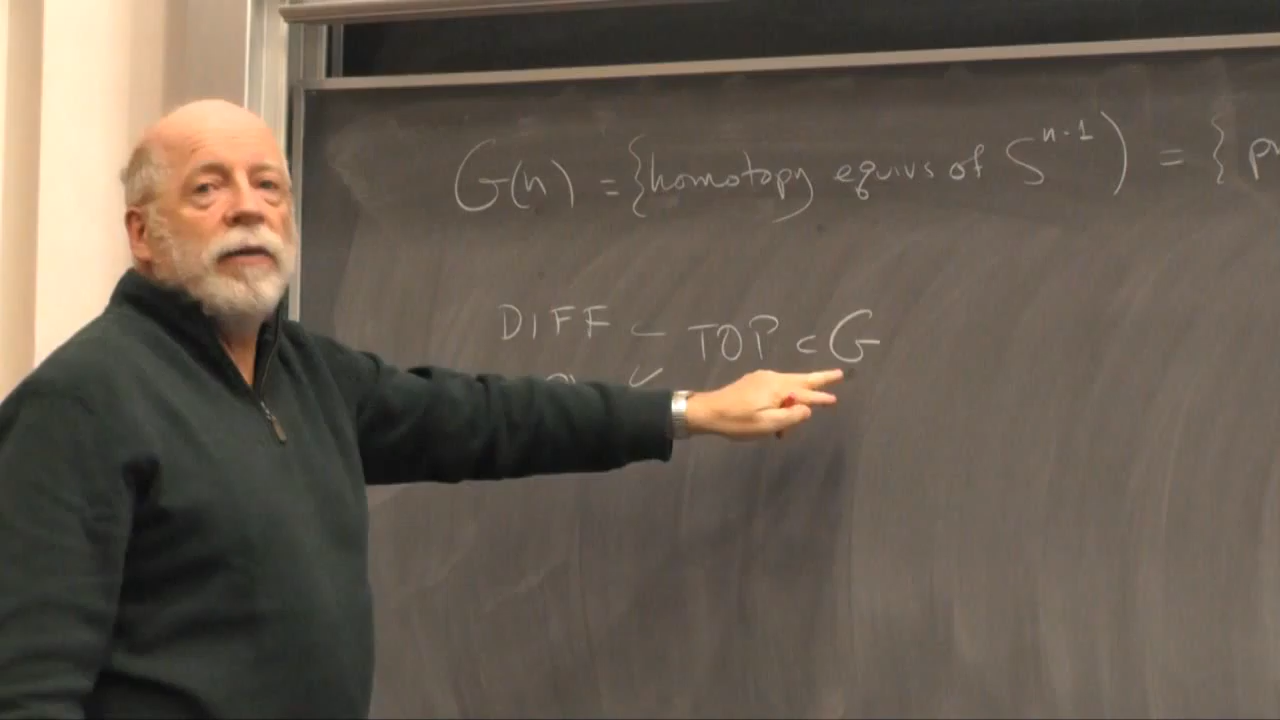 G(n) = {homotopy equivs of S^{n-1}) = {
DIFF ⊂ TOP ⊂ G